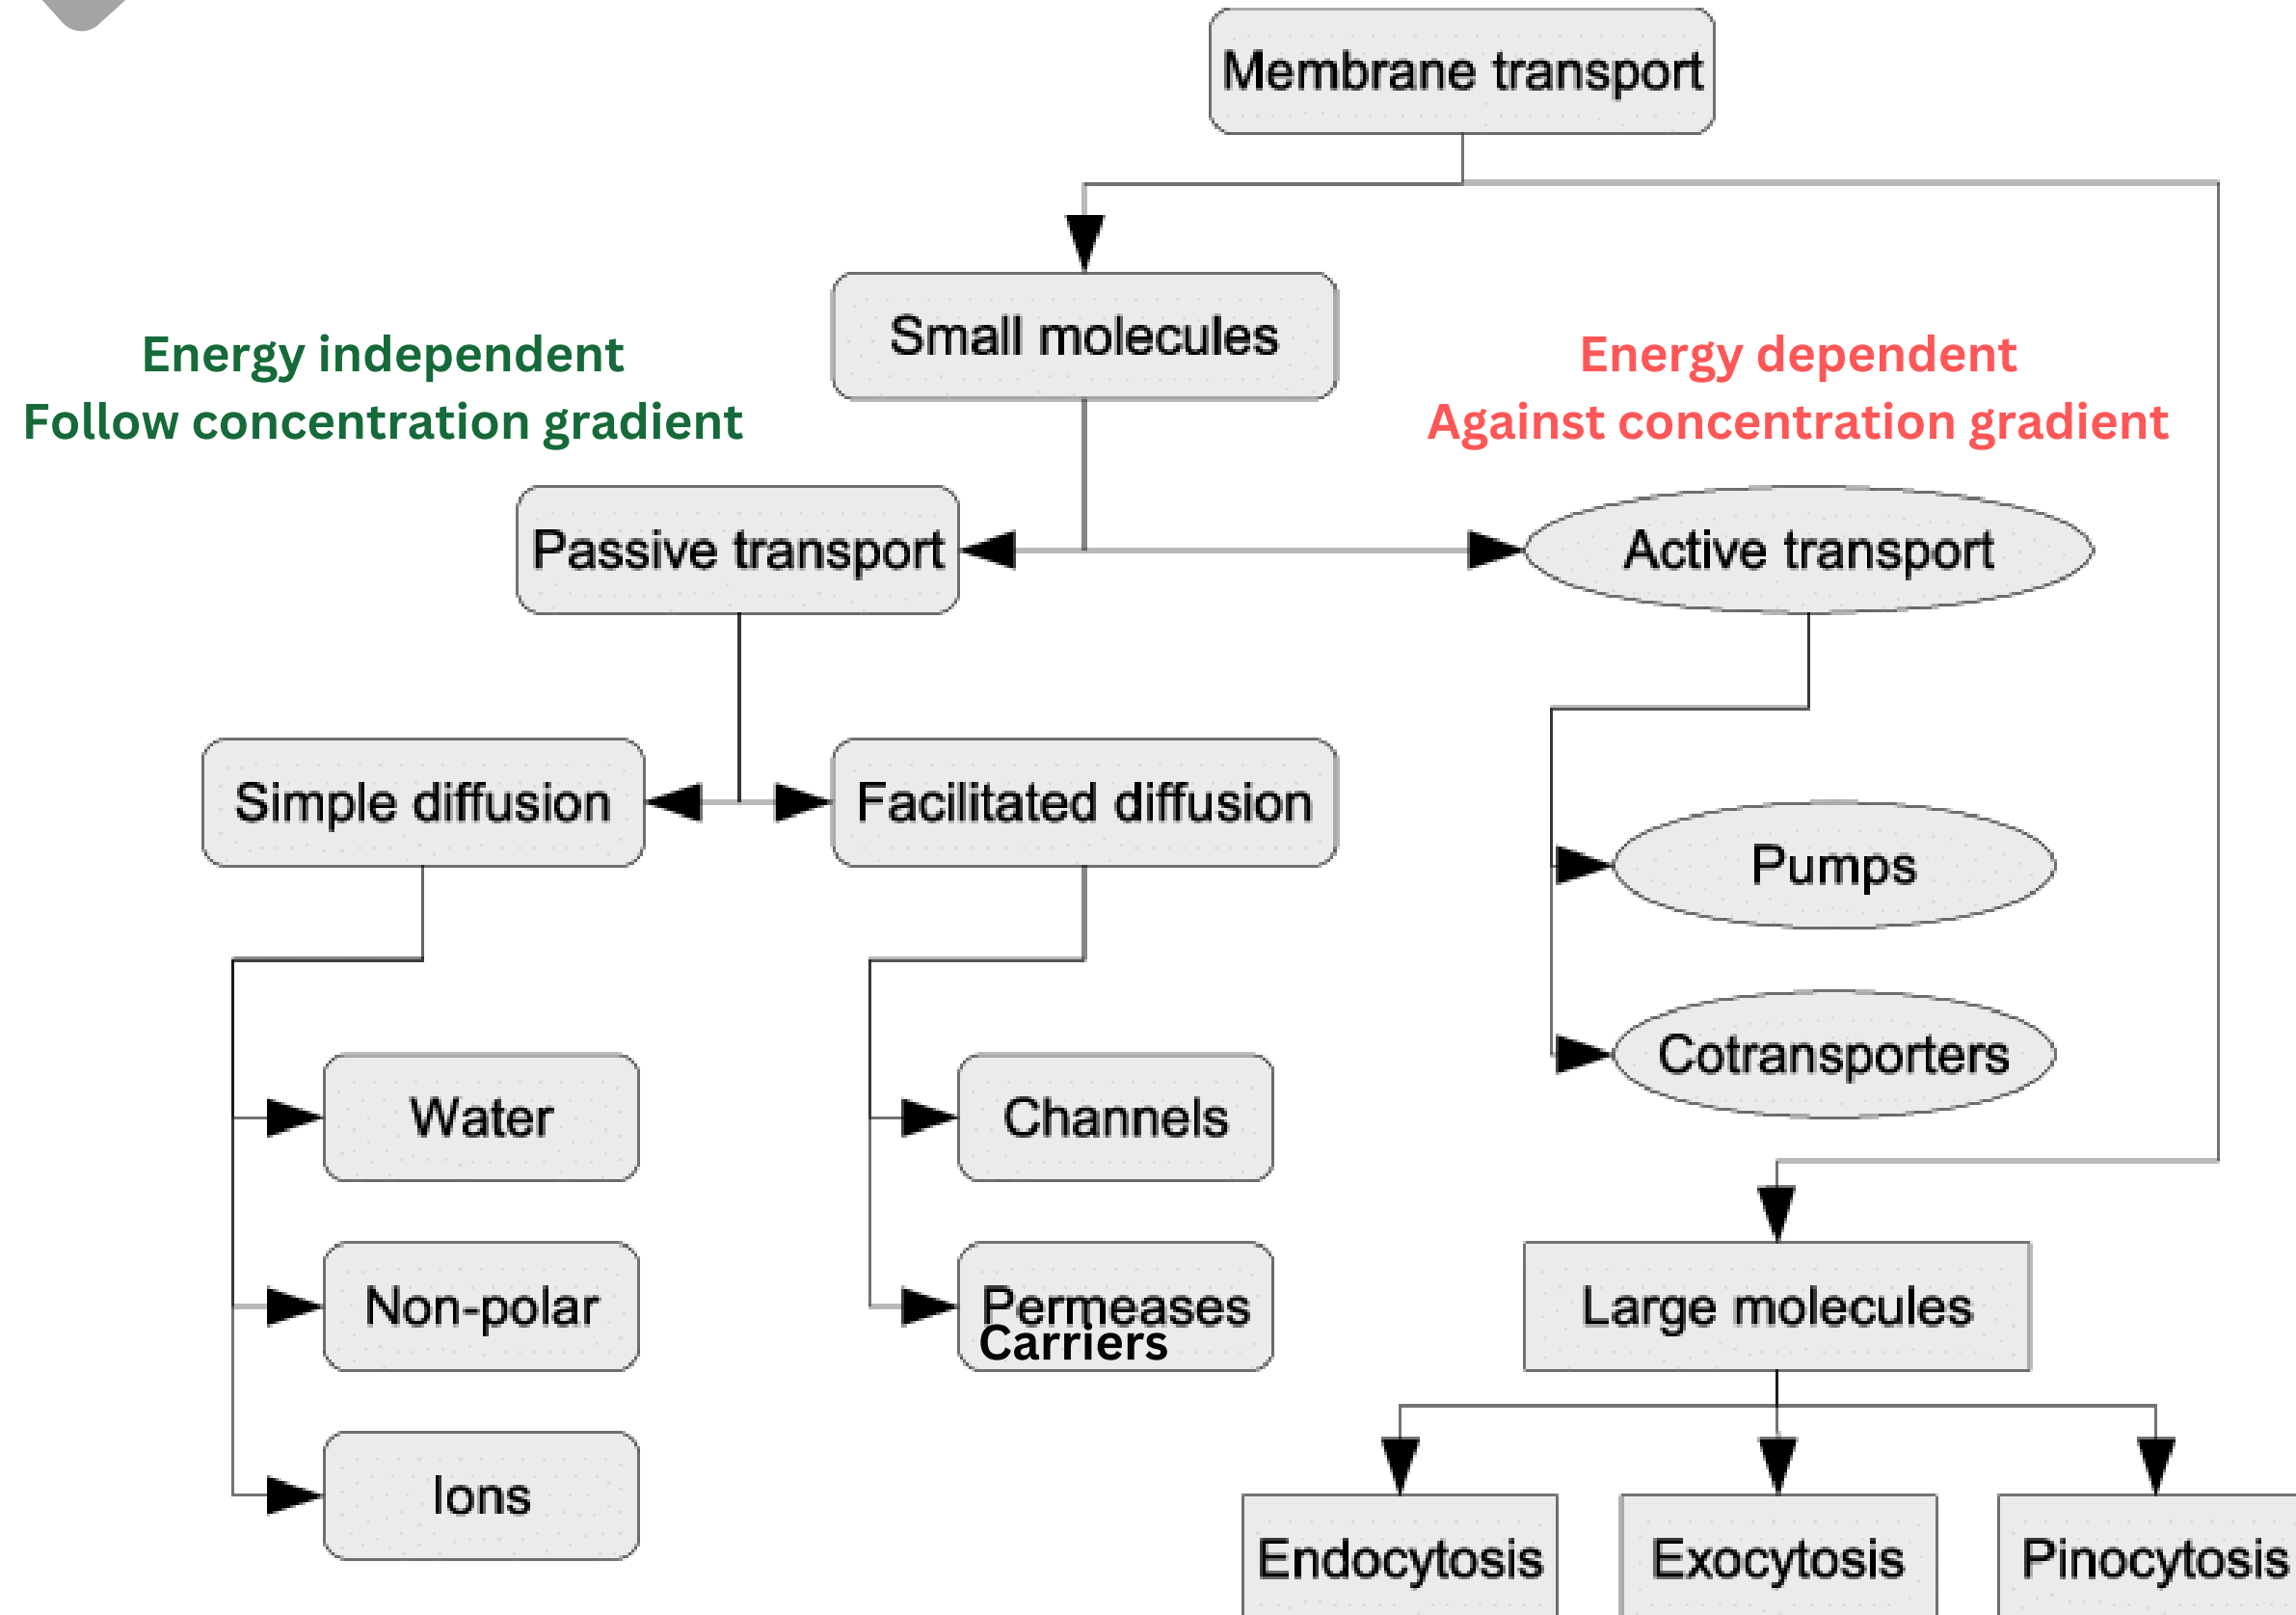 Membrane transport
Small molecules
Energy independent
Follow concentration gradient
Energy dependent
Against concentration gradient
Passive transport
Active transport
Simple diffusion
Facilitated diffusion
Pumps
Cotransporters
Water
Channels
Non-polar
Permeases
Carriers
Large molecules
Ions
Endocytosis
Exocytosis
Pinocytosis